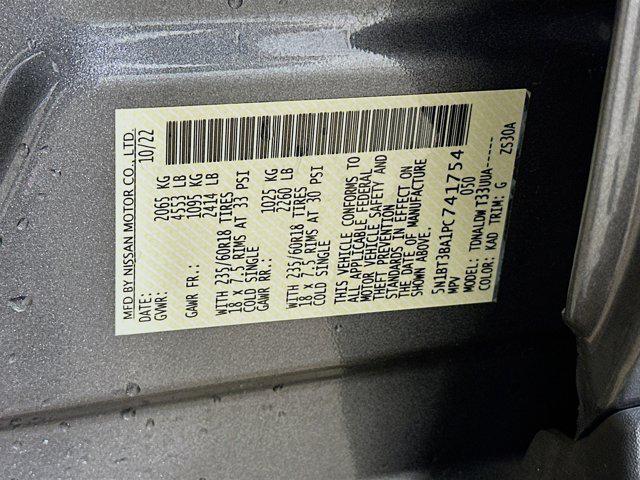 MFD BY NISSAN MOTOR CO., LTD.
DATE: 10/22
GVWR: 2065 KG
4553 LB
GAWR FR.: 1095 KG
2414 LB
WITH 235/60R18 TIRES
18 X 7.5 RIMS AT 33 PSI
COLD SINGLE
GAWR RR.: 1025 KG
2260 LB
WITH 235/60R18 TIRES
18 X 7.5 RIMS AT 30 PSI
COLD SINGLE
THIS VEHICLE CONFORMS TO
ALL APPLICABLE FEDERAL
MOTOR VEHICLE SAFETY AND
THEFT PREVENTION
STANDARDS IN EFFECT ON
THE DATE OF MANUFACTURE
SHOWN ABOVE.
5N1BT3BA1PC741754
MPV 050
MODEL: TDWALDWT33UUA-----
COLOR: KAD TRIM: G ZS30A